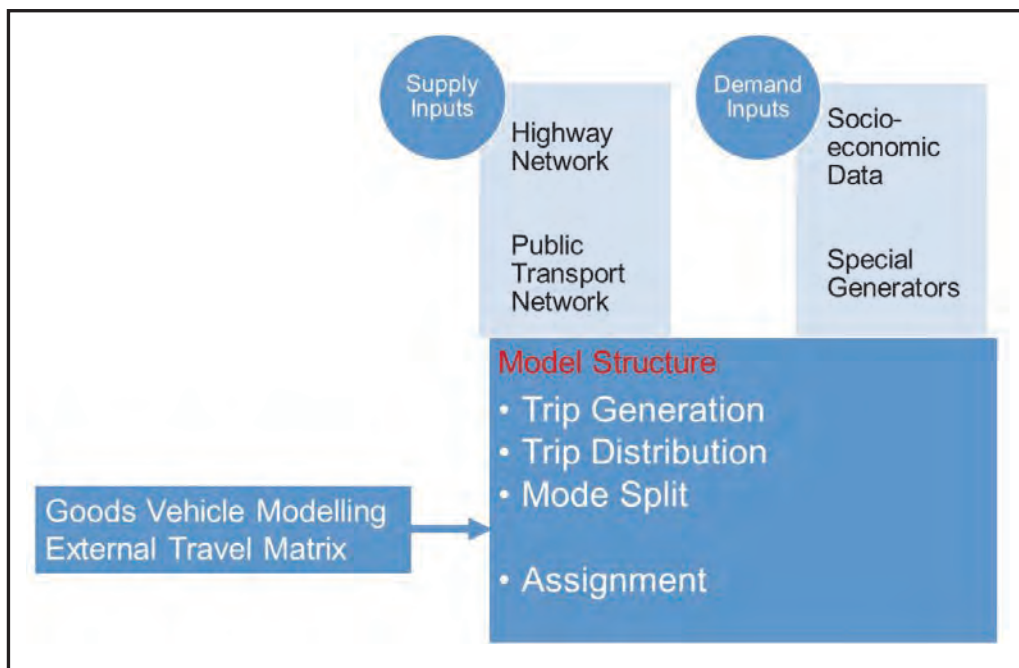 Supply
Inputs
Highway
Network
Public
Transport
Network
Demand
Inputs
Socio-
economic
Data
Special
Generators
Model Structure
• Trip Generation
• Trip Distribution
• Mode Split
• Assignment
Goods Vehicle Modelling
External Travel Matrix